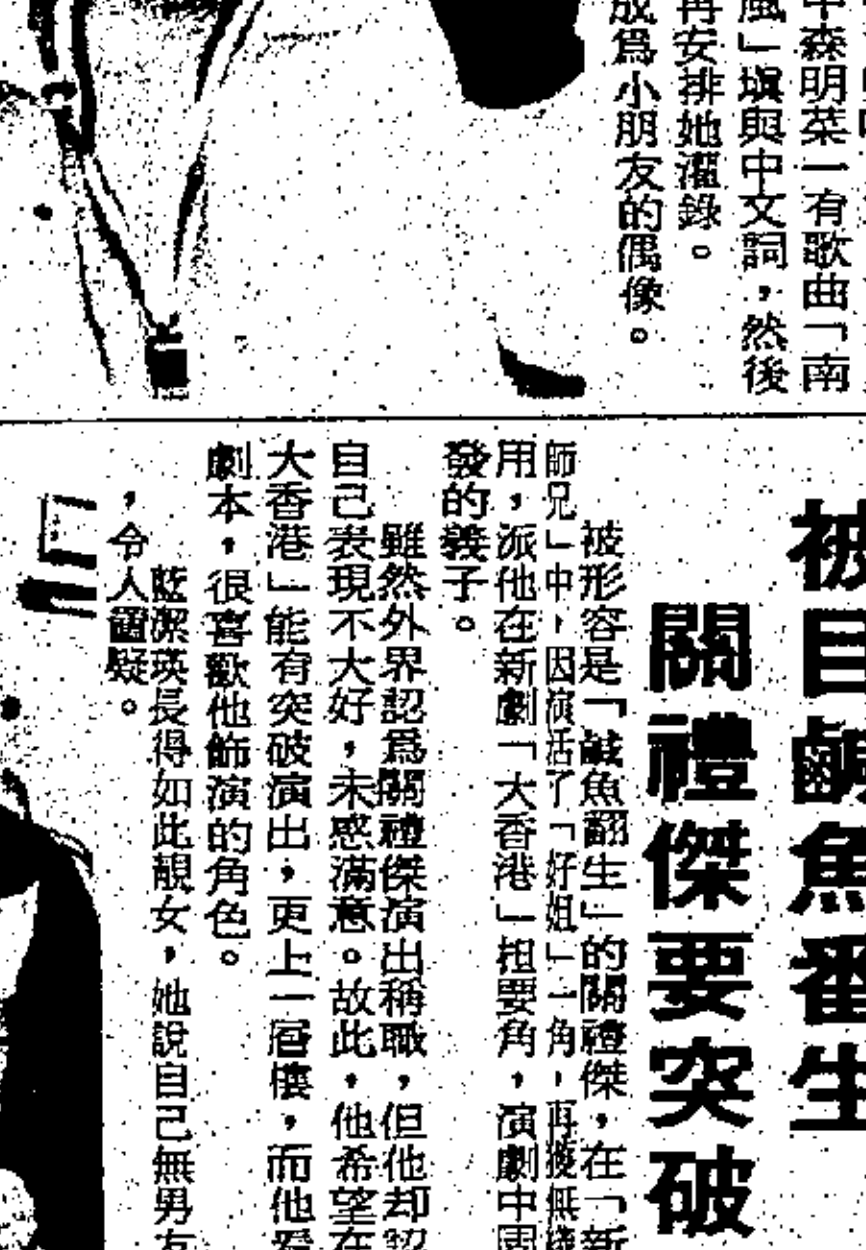 中森明菜一有歌曲「南
風」塡與中文詞，然後
再安排她灌錄。
成爲小朋友的偶像。
被目鹹魚番生
關禮傑要突破
被形容是「鹹魚翻生」的關禮傑，在「新
師兄」中，因演活了「好姐」一角，再獲無綫
用，派他在新劇「大香港」担要角，演劇中周
發的義子。
雖然外界認爲關禮傑演出稱職，但他却認
自己表現不大好，未感滿意。故此，他希望在
大香港」能有突破演出，更上一層樓，而他看
劇本，很喜歡他飾演的角色。
藍潔瑛長得如此靚女，她說自己無男友
，令人置疑。